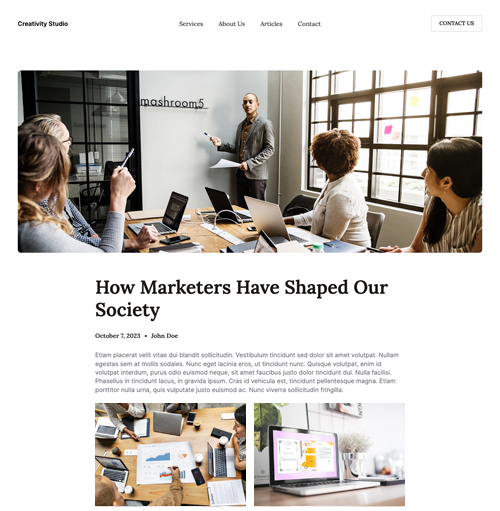 Creativity Studio
Services
About Us
Articles
Contact
CONTACT US
mashroom5
How Marketers Have Shaped Our
Society
October 7, 2023 • John Doe
Etiam placerat velit vitae dui blandit sollicitudin. Vestibulum tincidunt sed dolor sit amet volutpat. Nullam
egestas sem at mollis sodales. Nunc eget lacinia eros, ut tincidunt nunc. Quisque volutpat, enim id
volutpat interdum, purus odio euismod neque, sit amet faucibus justo dolor tincidunt dui. Nulla facilisi.
Phasellus in tincidunt lacus, in gravida ipsum. Cras id vehicula est, tincidunt pellentesque magna. Etiam
porttitor nulla urna, quis vulputate justo euismod ac. Nunc viverra sollicitudin fringilla.